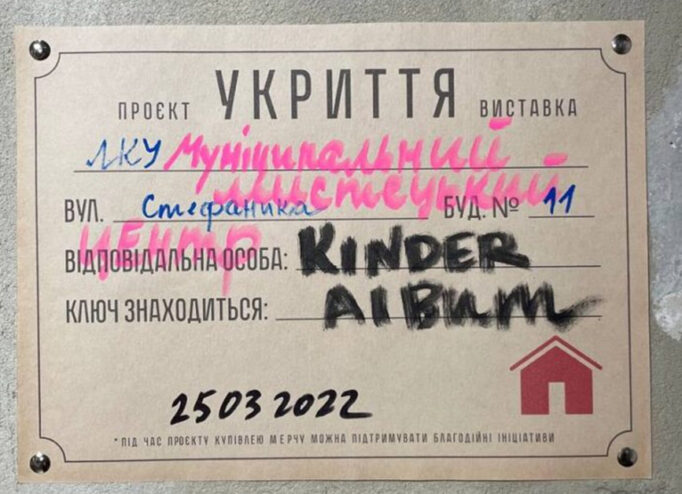 ПРОЄКТ УКРИТТЯ ВИСТАВКА
ЛКУ Муніципальний
мистецький
ВУЛ. Стефаника БУД. № 11
центр
ВІДПОВІДАЛЬНА ОСОБА: KINDER
КЛЮЧ ЗНАХОДИТЬСЯ: AlBum
25 03 2022
*ПІД ЧАС ПРОЄКТУ КУПІВЛЕЮ МЕРЧУ МОЖНА ПІДТРИМУВАТИ БЛАГОДІЙНІ ІНІЦІАТИВИ